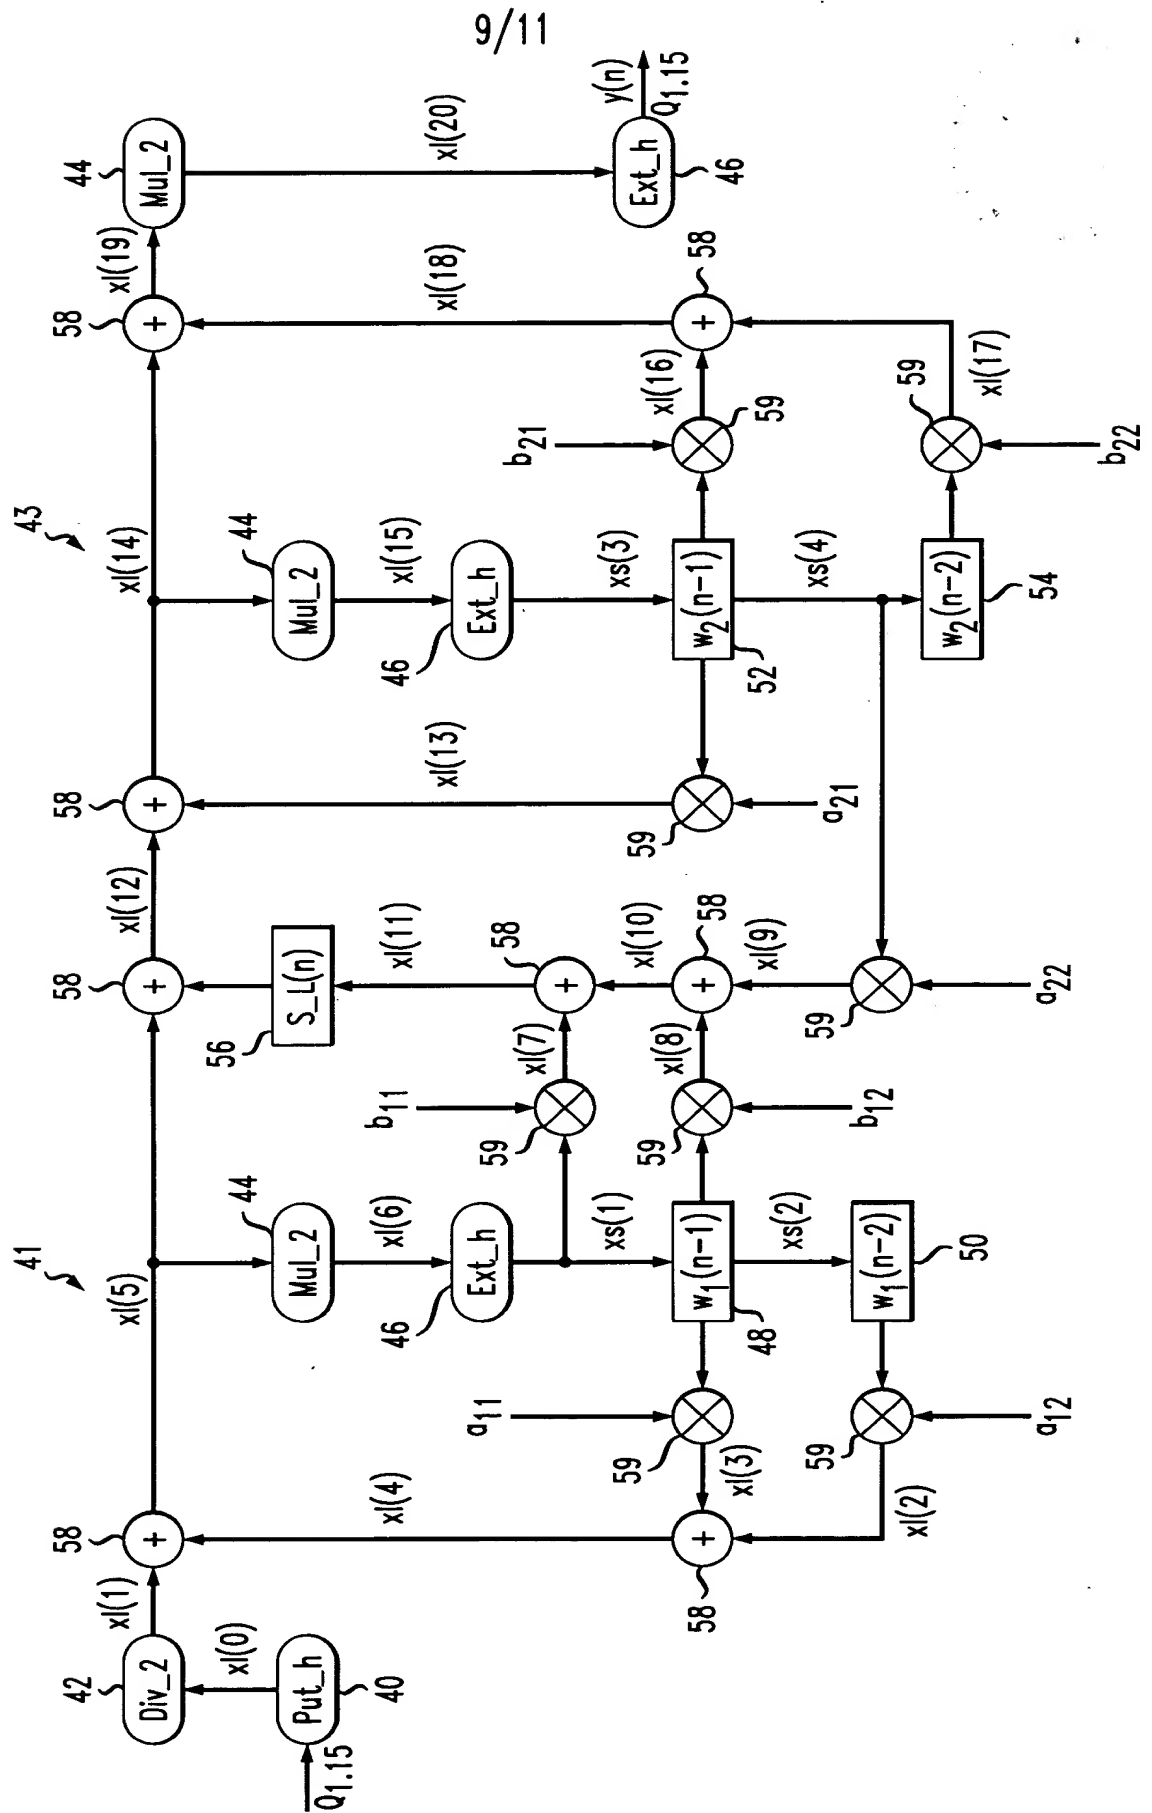 9/11
41
43
42
Div_2
xl(1)
58
+
xl(5)
58
+
xl(12)
58
+
xl(14)
58
+
xl(19)
44
Mul_2
xl(0)
Put_h
40
Q1.15
xl(4)
44
Mul_2
xl(6)
46
Ext_h
56
S_L(n)
xl(11)
xl(13)
44
Mul_2
xl(15)
46
Ext_h
xl(18)
xl(20)
y(n)
Q1.15
Ext_h
46
b11
59
xl(7)
58
+
xs(1)
xl(10)
xs(3)
b21
xl(16)
58
+
a11
59
xl(3)
58
+
w1(n-1)
48
59
xl(8)
58
+
b12
59
a21
w2(n-1)
52
59
xs(2)
xl(9)
xs(4)
xl(2)
59
a12
w1(n-2)
50
59
a22
w2(n-2)
54
59
xl(17)
b22